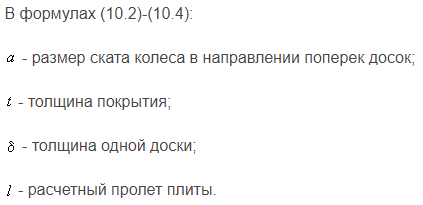 В формулах (10.2)-(10.4):
a - размер ската колеса в направлении поперек досок;
t - толщина покрытия;
δ - толщина одной доски;
l - расчетный пролет плиты.